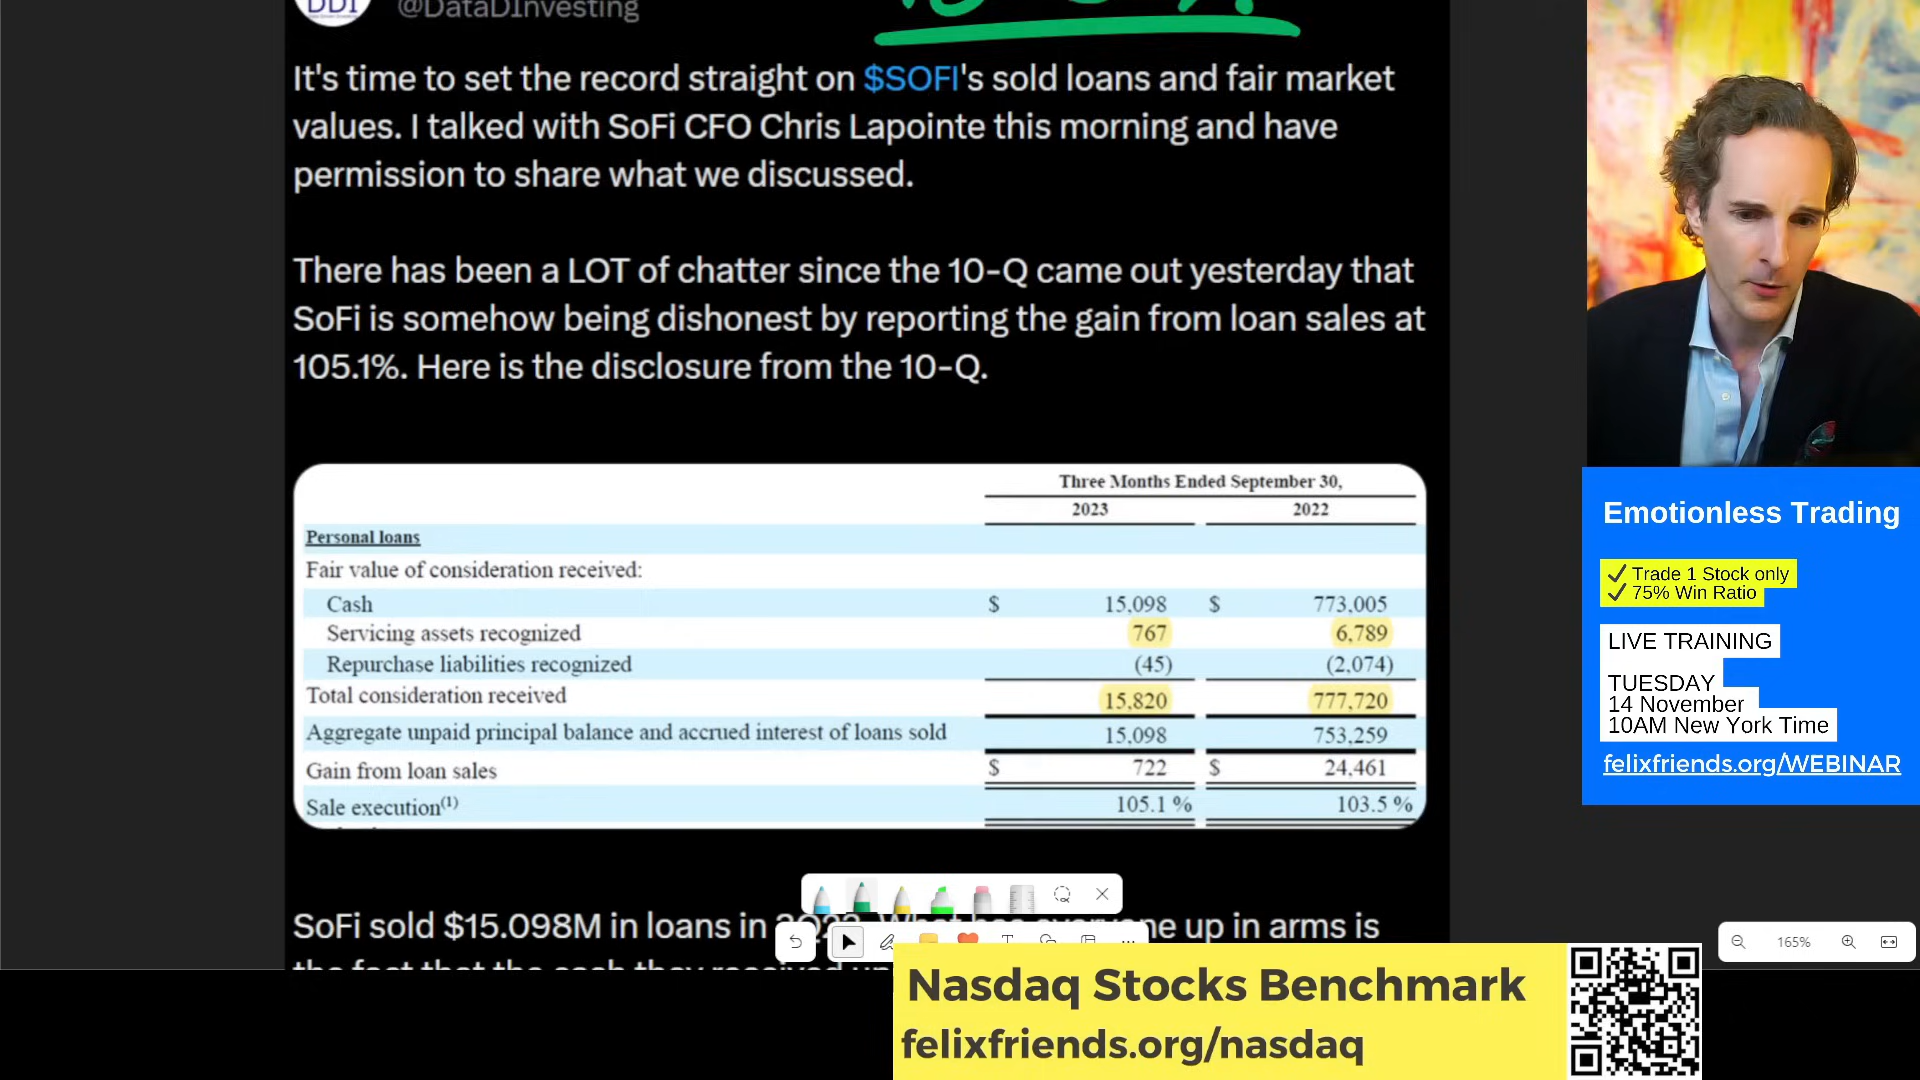 DDI
@DataDInvesting
It's time to set the record straight on $SOFI's sold loans and fair market
values. I talked with SoFi CFO Chris Lapointe this morning and have
permission to share what we discussed.
There has been a LOT of chatter since the 10-Q came out yesterday that
SoFi is somehow being dishonest by reporting the gain from loan sales at
105.1%. Here is the disclosure from the 10-Q.
Three Months Ended September 30,
2023 2022
Personal loans
Fair value of consideration received:
Cash $ 15,098 $ 773,005
Servicing assets recognized 767 6,789
Repurchase liabilities recognized (45) (2,074)
Total consideration received 15,820 777,720
Aggregate unpaid principal balance and accrued interest of loans sold 15,098 753,259
Gain from loan sales $ 722 $ 24,461
Sale execution(1) 105.1 % 103.5 %
SoFi sold $15.098M in loans in up in arms is
the fact that the cash they received
165%
Emotionless Trading
✓ Trade 1 Stock only
✓ 75% Win Ratio
LIVE TRAINING
TUESDAY
14 November
10AM New York Time
felixfriends.org/WEBINAR
Nasdaq Stocks Benchmark
felixfriends.org/nasdaq